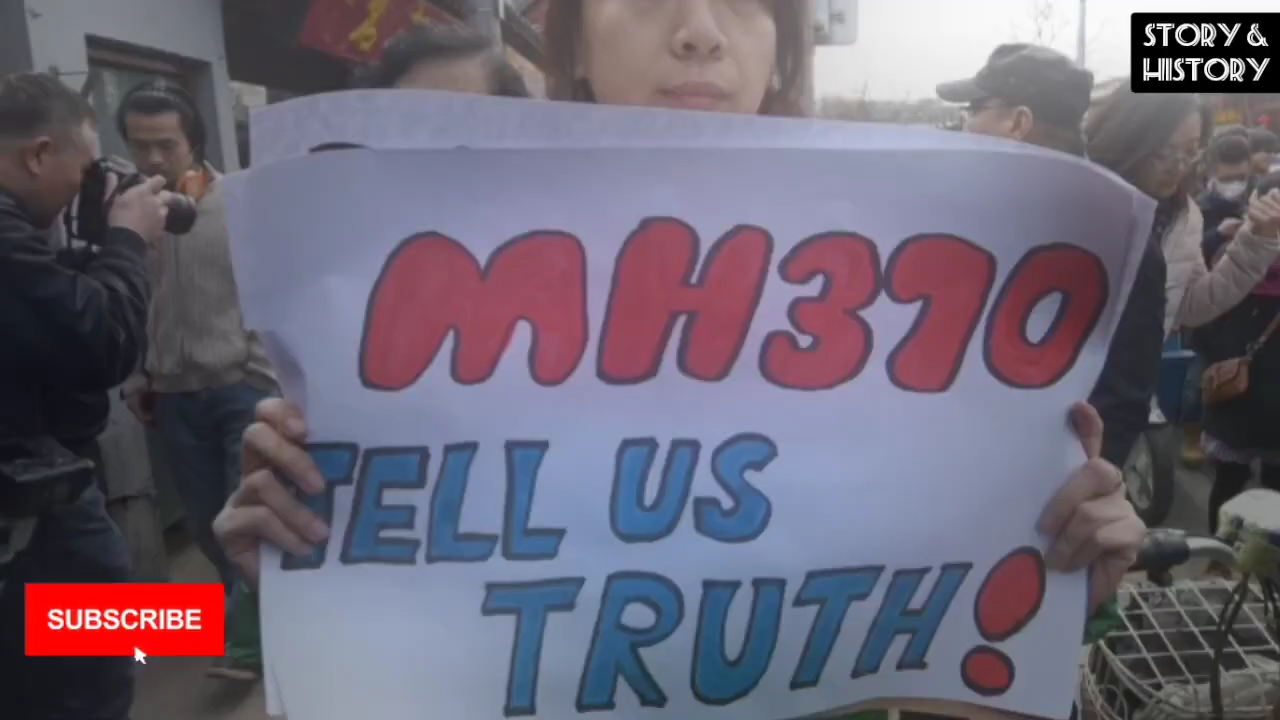 STORY &
HISTORY
MH370
TELL US
TRUTH!
SUBSCRIBE